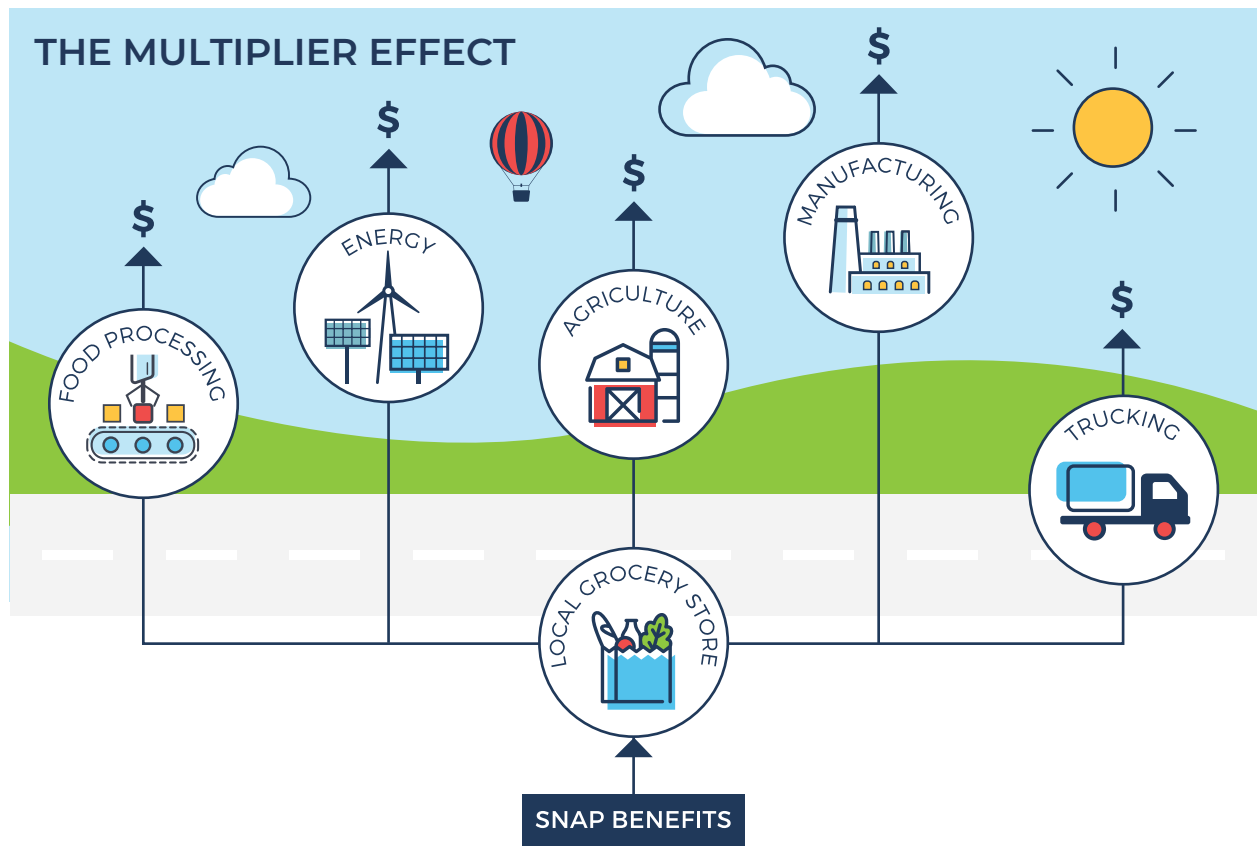 THE MULTIPLIER EFFECT
$
MANUFACTURING
$
ENERGY
$
AGRICULTURE
$
FOOD PROCESSING
$
TRUCKING
LOCAL GROCERY STORE
SNAP BENEFITS